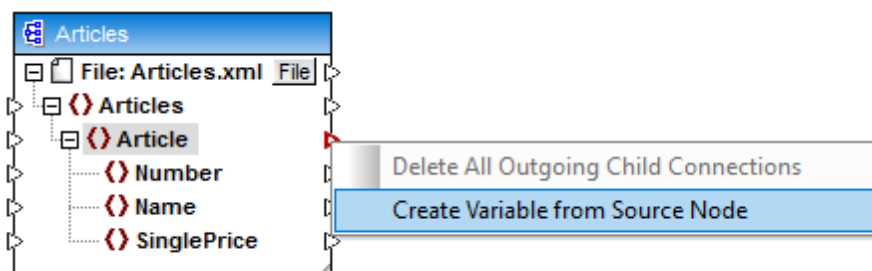 Articles
File: Articles.xml File
Articles
Article
Delete All Outgoing Child Connections
Number
Create Variable from Source Node
Name
SinglePrice